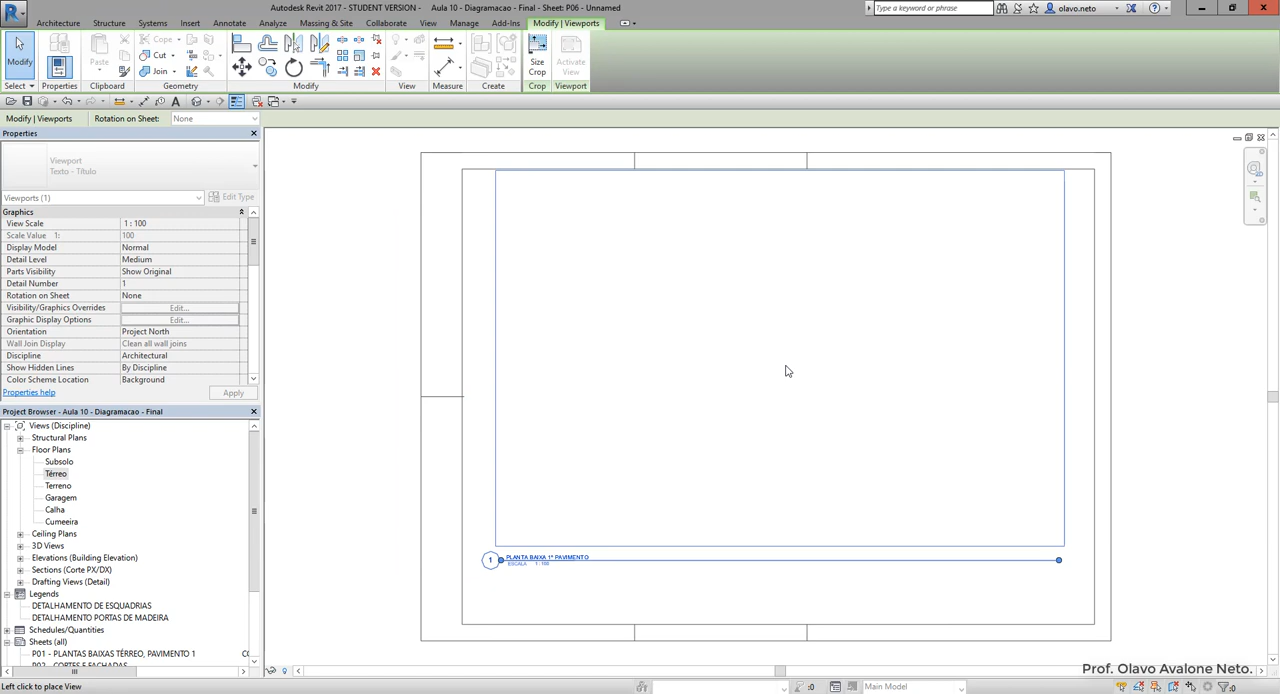 Autodesk Revit 2017 - STUDENT VERSION - Aula 10 - Diagramacao - Final - Sheet: P06 - Unnamed
Type a keyword or phrase
olavo.neto
Architecture Structure Systems Insert Annotate Analyze Massing & Site Collaborate View Manage Add-Ins Modify | Viewports
Modify
Paste
Cope
Cut
Join
Size Crop
Activate View
Select Properties Clipboard Geometry Modify View Measure Create Crop Viewport
Modify | Viewports Rotation on Sheet: None
Properties
Viewport
Texto - Título
Viewports (1) Edit Type
Graphics
View Scale 1 : 100
Scale Value 1: 100
Display Model Normal
Detail Level Medium
Parts Visibility Show Original
Detail Number 1
Rotation on Sheet None
Visibility/Graphics Overrides Edit...
Graphic Display Options Edit...
Orientation Project North
Wall Join Display Clean all wall joins
Discipline Architectural
Show Hidden Lines By Discipline
Color Scheme Location Background
Properties help Apply
Project Browser - Aula 10 - Diagramacao - Final
Views (Discipline)
Structural Plans
Floor Plans
Subsolo
Térreo
Terreno
Garagem
Calha
Cumeeira
Ceiling Plans
3D Views
Elevations (Building Elevation)
Sections (Corte PX/DX)
Drafting Views (Detail)
Legends
DETALHAMENTO DE ESQUADRIAS
DETALHAMENTO PORTAS DE MADEIRA
Schedules/Quantities
Sheets (all)
P01 - PLANTAS BAIXAS TÉRREO, PAVIMENTO 1
P02 - CORTES E FACHADAS
1 PLANTA BAIXA 1º PAVIMENTO
ESCALA 1 : 100
Prof. Olavo Avalone Neto.
Left click to place View
:0
Main Model
:0